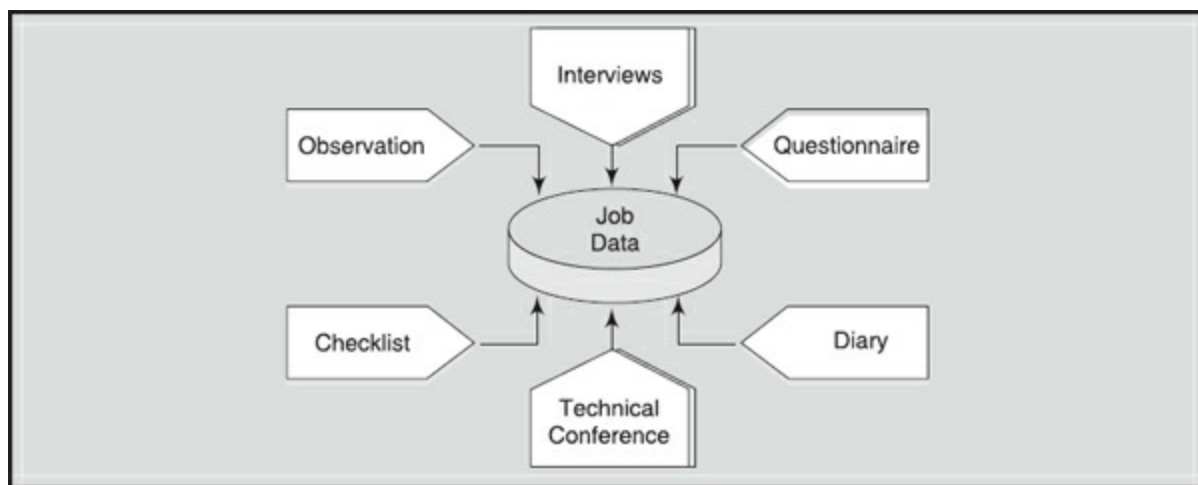 Interviews
Observation
Questionnaire
Job
Data
Checklist
Diary
Technical
Conference